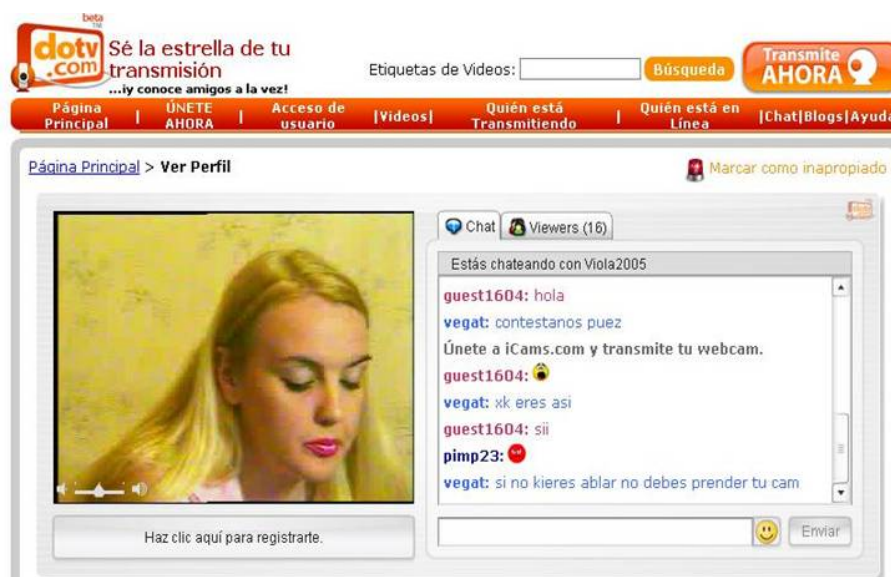 beta
dotv
.com
Sé la estrella de tu
transmisión
...¡y conoce amigos a la vez!
Etiquetas de Videos:
Búsqueda
Transmite
AHORA
Página Principal | ÚNETE AHORA | Acceso de usuario |Videos| Quién está Transmitiendo | Quién está en Línea |Chat|Blogs|Ayuda
Página Principal > Ver Perfil
Marcar como inapropiado
Chat
Viewers (16)
Estás chateando con Viola2005
guest1604: hola
vegat: contestanos puez
Únete a iCams.com y transmite tu webcam.
guest1604:
vegat: xk eres asi
guest1604: sii
pimp23:
vegat: si no kieres ablar no debes prender tu cam
Haz clic aquí para registrarte.
Enviar